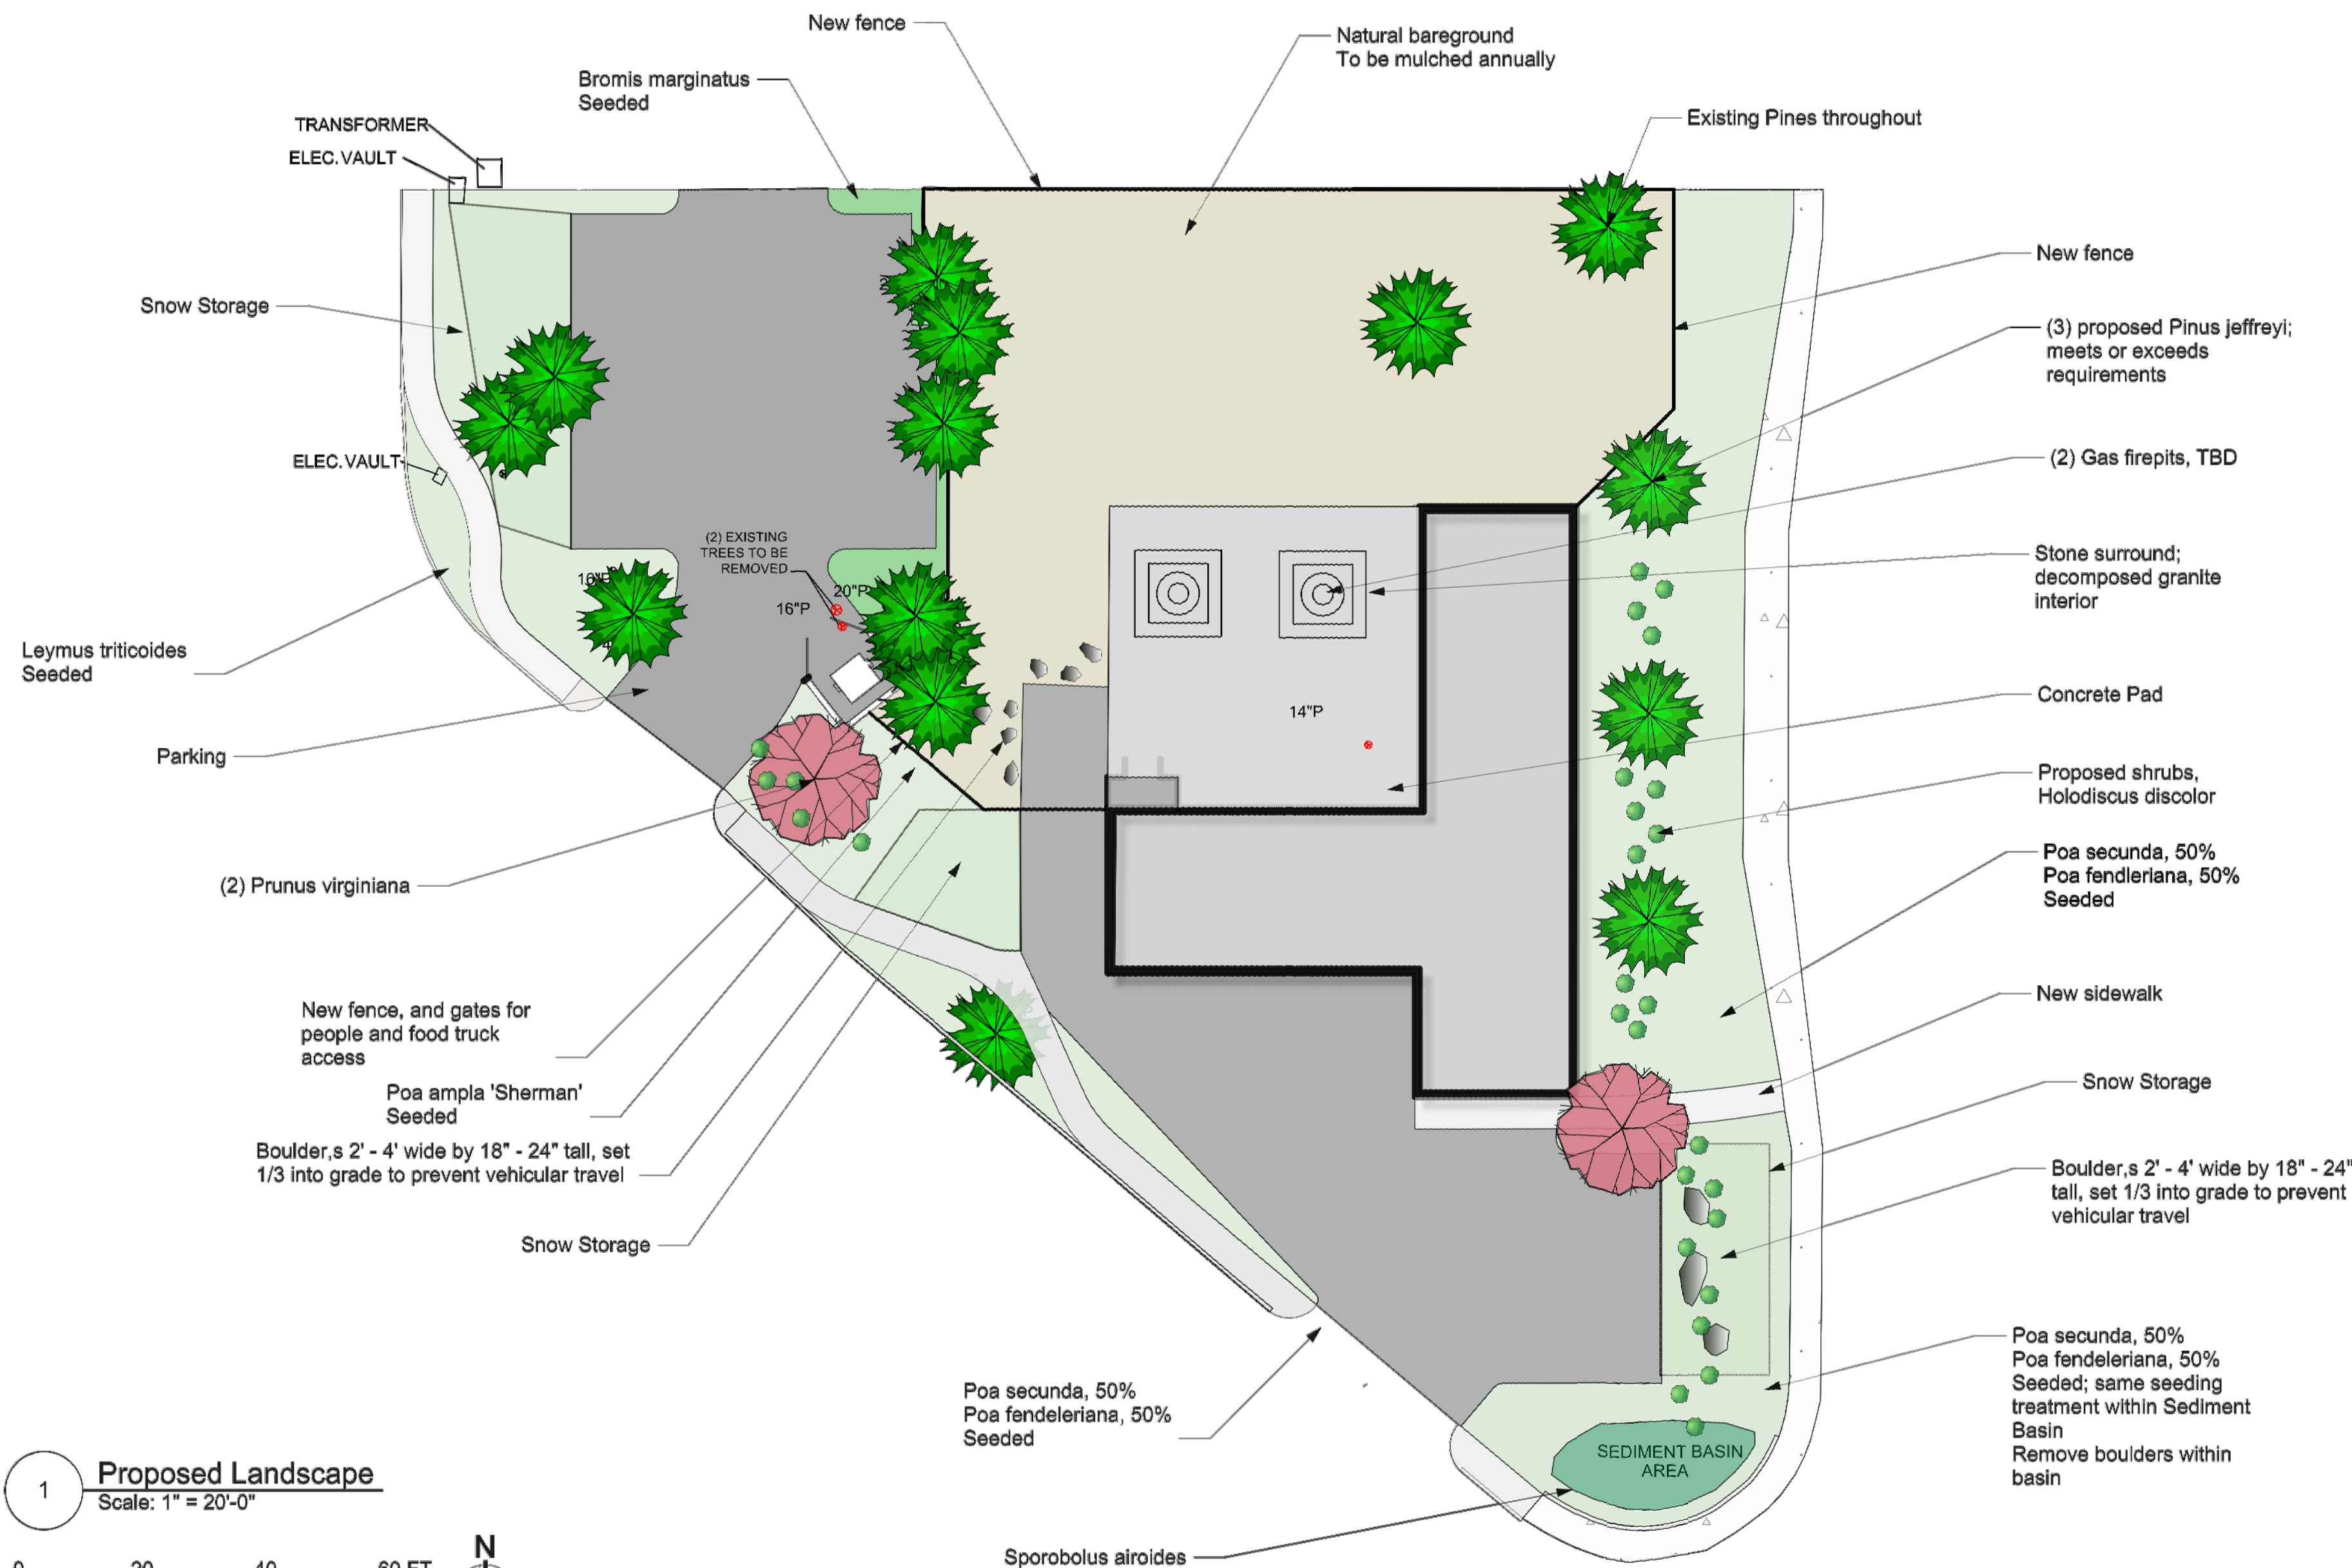 New fence
Natural bareground
To be mulched annually
Bromis marginatus
Seeded
Existing Pines throughout
TRANSFORMER
ELEC.VAULT
New fence
Snow Storage
(3) proposed Pinus jeffreyi;
meets or exceeds
requirements
ELEC.VAULT
(2) Gas firepits, TBD
(2) EXISTING
TREES TO BE
REMOVED
Stone surround;
decomposed granite
interior
20"P
16"P
Leymus triticoides
Seeded
Concrete Pad
14"P
Parking
Proposed shrubs,
Holodiscus discolor
(2) Prunus virginiana
Poa secunda, 50%
Poa fendleriana, 50%
Seeded
New sidewalk
New fence, and gates for
people and food truck
access
Snow Storage
Poa ampla 'Sherman'
Seeded
Boulder,s 2' - 4' wide by 18" - 24" tall, set
1/3 into grade to prevent vehicular travel
Boulder,s 2' - 4' wide by 18" - 24"
tall, set 1/3 into grade to prevent
vehicular travel
Snow Storage
Poa secunda, 50%
Poa fendeleriana, 50%
Seeded; same seeding
treatment within Sediment
Basin
Remove boulders within
basin
Poa secunda, 50%
Poa fendeleriana, 50%
Seeded
SEDIMENT BASIN
AREA
1
Proposed Landscape
Scale: 1" = 20'-0"
N
0 20 40 60 FT
Sporobolus airoides